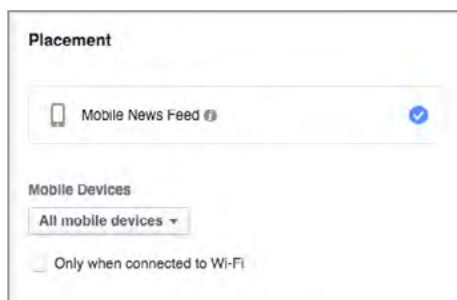 Placement
Mobile News Feed
Mobile Devices
All mobile devices
Only when connected to Wi-Fi